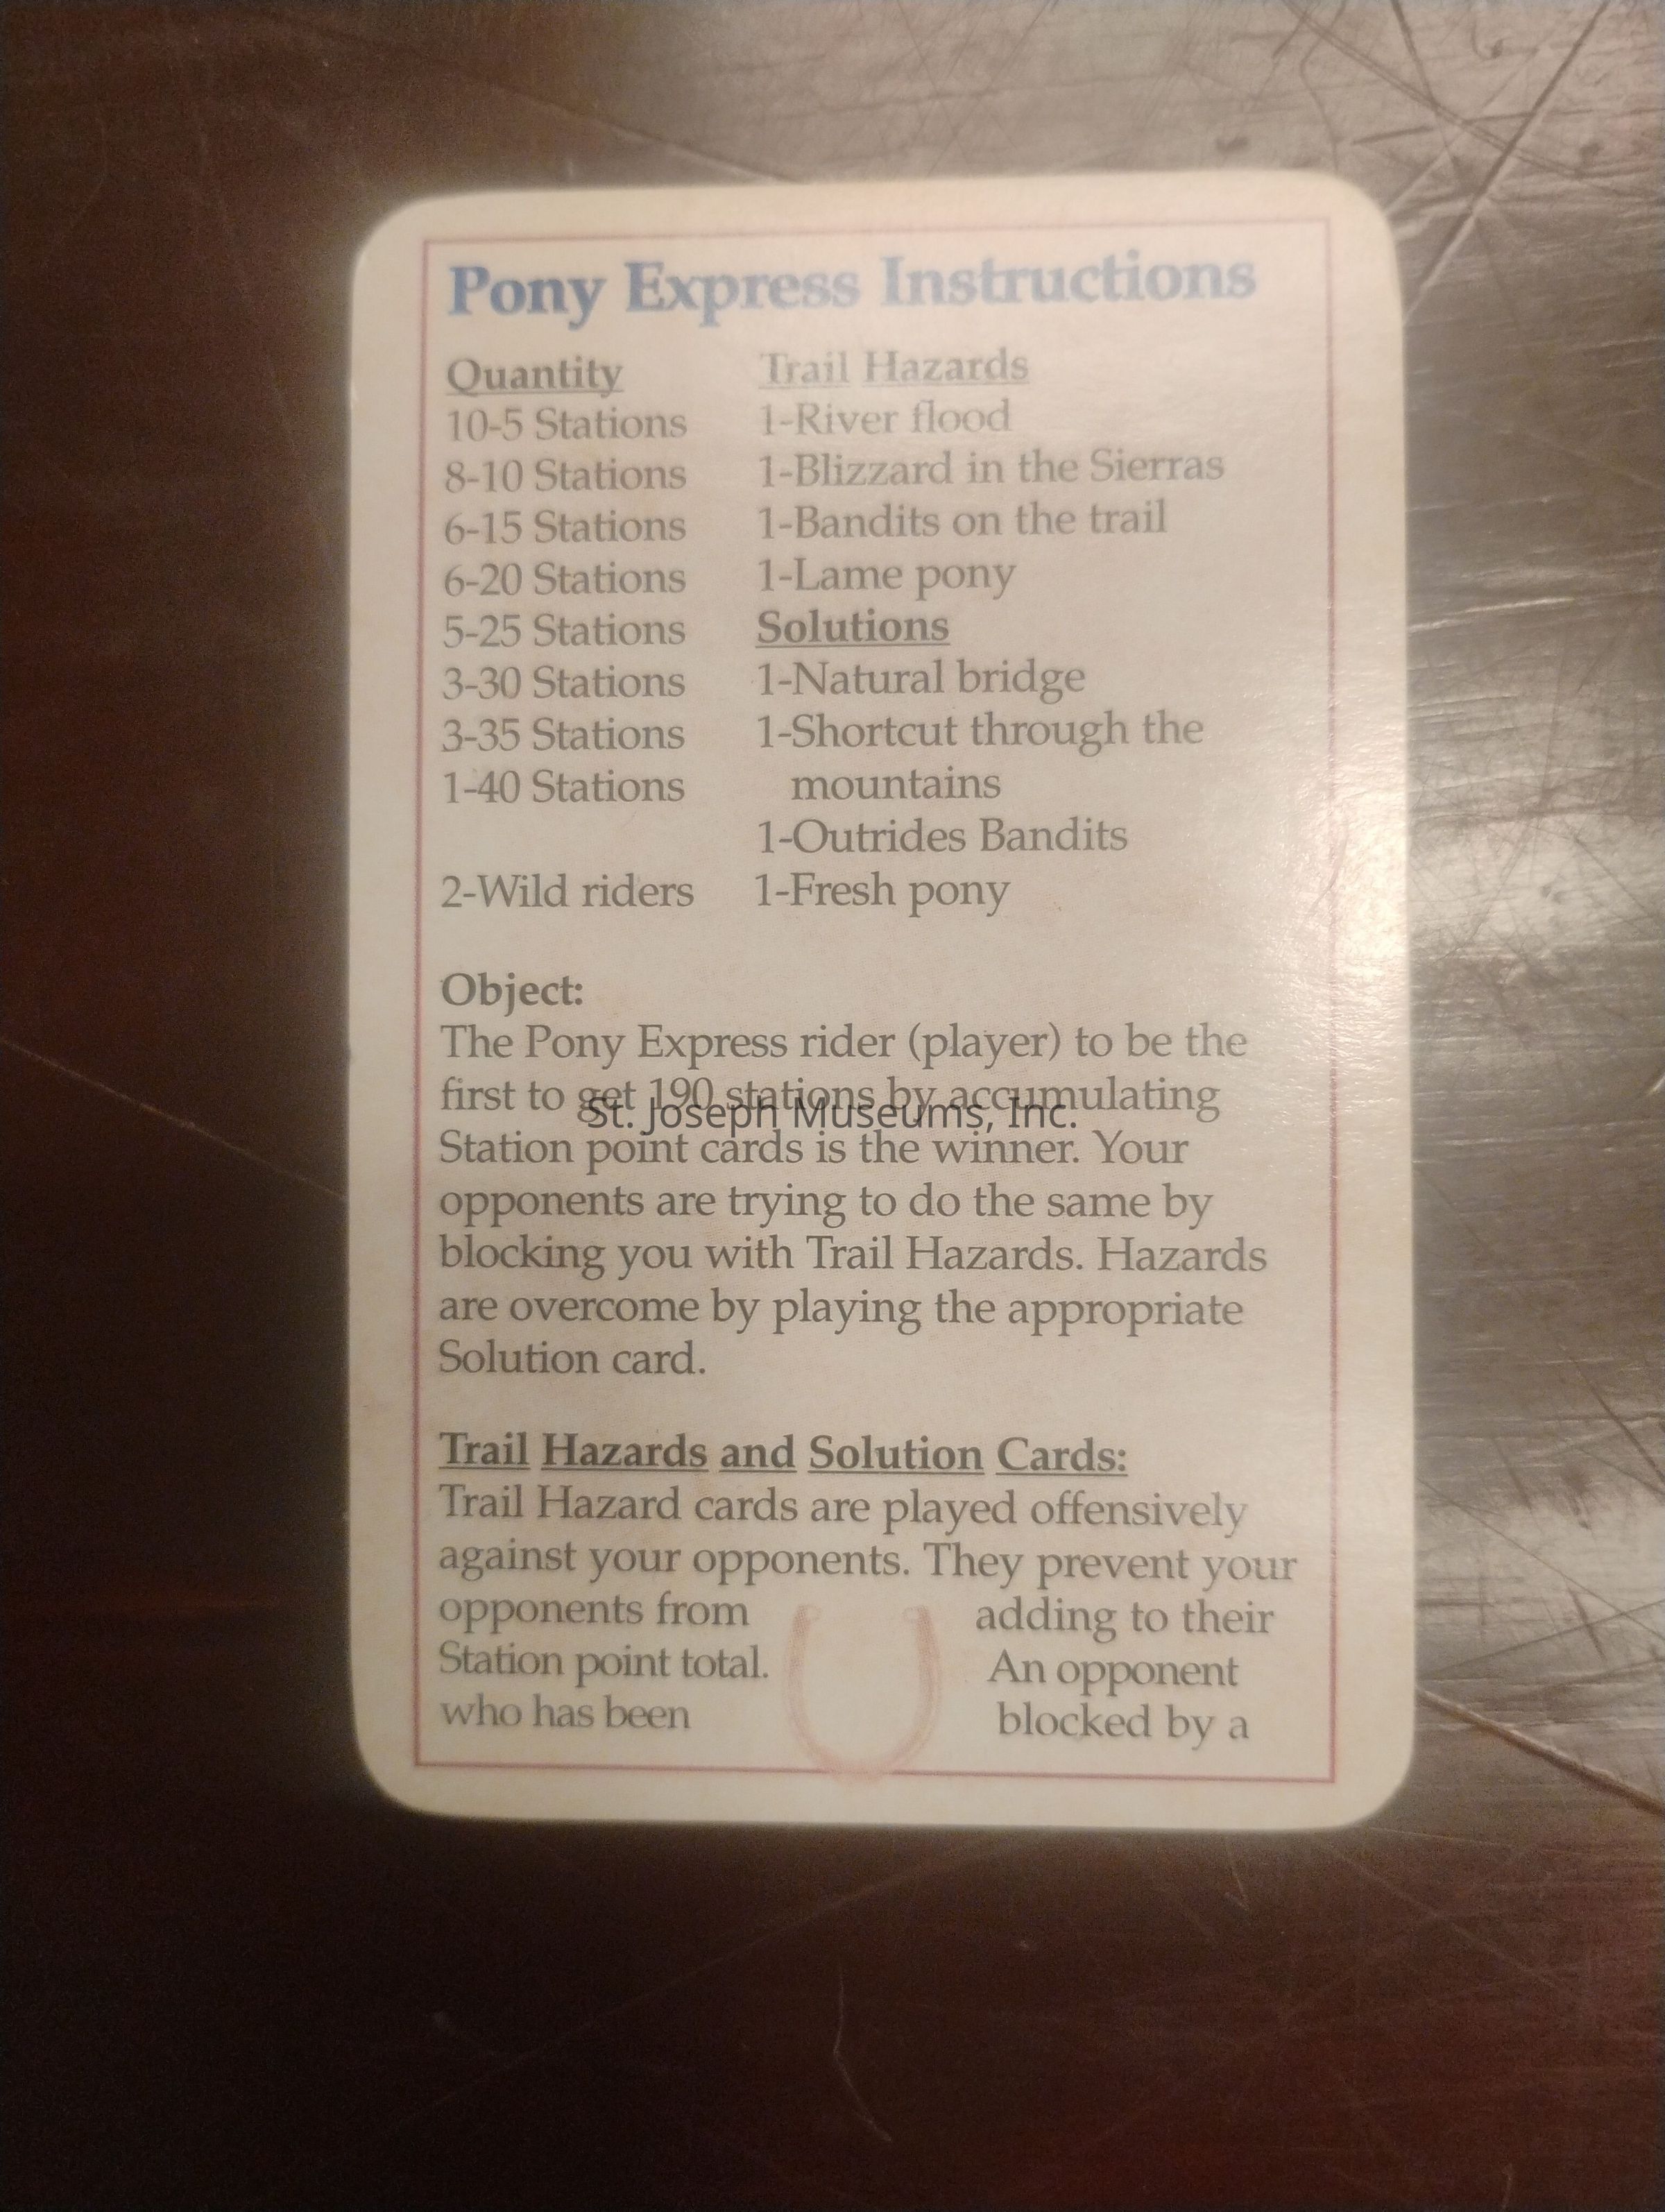 Pony Express Instructions
Quantity
10-5 Stations
8-10 Stations
6-15 Stations
6-20 Stations
5-25 Stations
3-30 Stations
3-35 Stations
1-40 Stations
2-Wild riders
Trail Hazards
1-River flood
1-Blizzard in the Sierras
1-Bandits on the trail
1-Lame pony
Solutions
1-Natural bridge
1-Shortcut through the
mountains
1-Outrides Bandits
1-Fresh pony
Object:
The Pony Express rider (player) to be the
first to get 190 stations by accumulating
St. Joseph Museums, Inc.
Station point cards is the winner. Your
opponents are trying to do the same by
blocking you with Trail Hazards. Hazards
are overcome by playing the appropriate
Solution card.
Trail Hazards and Solution Cards:
Trail Hazard cards are played offensively
against your opponents. They prevent your
opponents from adding to their
Station point total. An opponent
who has been blocked by a